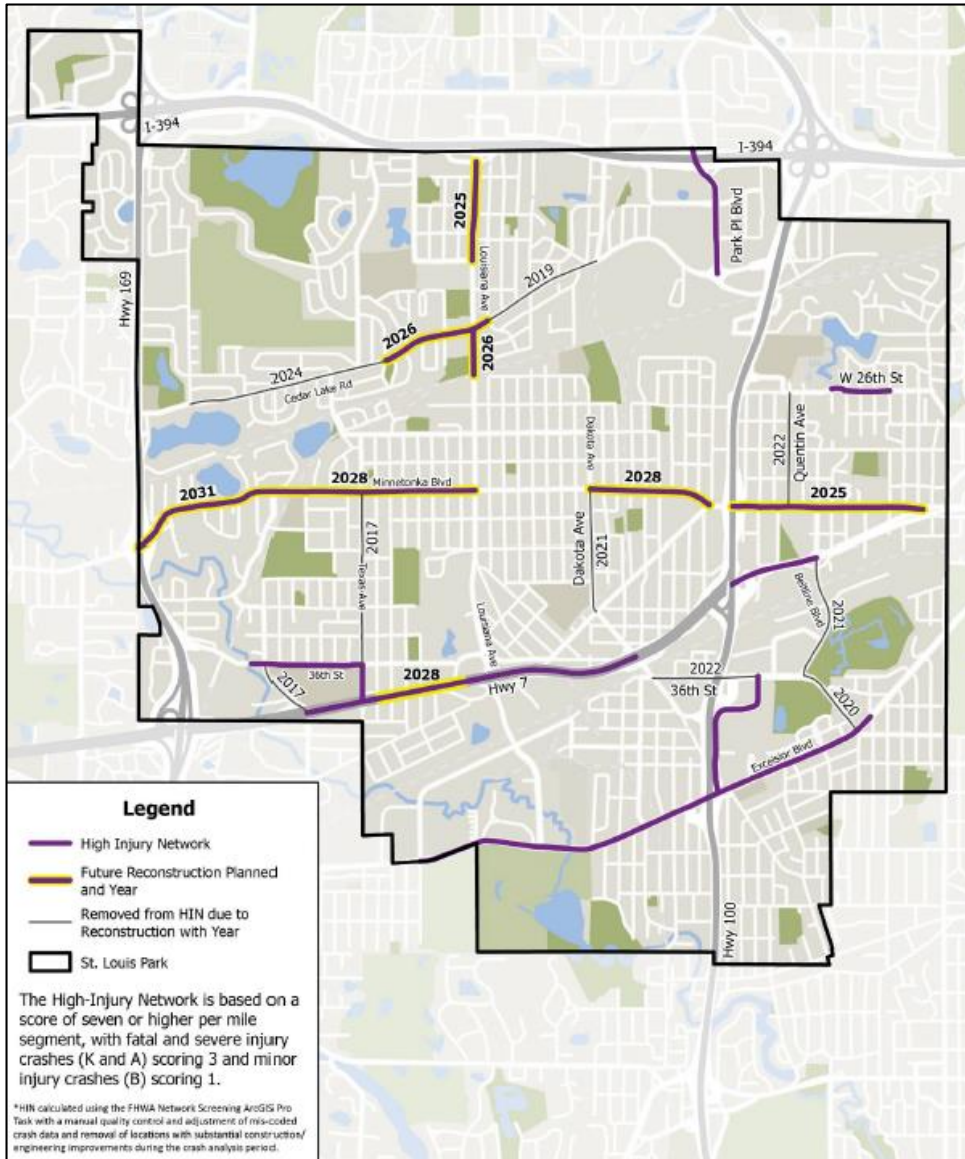 I-394
I-394
2025
Louisiana Ave
2019
Park Pl Blvd
Hwy 169
2026
2026
2024
Cedar Lake Rd
W 26th St
Dakota Ave
2022
Quentin Ave
2028
Minnetonka Blvd
2028
2031
2025
2017
Texas Ave
Dakota Ave
2021
Beltline Blvd
2021
Louisiana Ave
36th St
2028
2017
Hwy 7
2022
36th St
2020
Excelsior Blvd
Hwy 100
Legend
High Injury Network
Future Reconstruction Planned
and Year
Removed from HIN due to
Reconstruction with Year
St. Louis Park
The High-Injury Network is based on a
score of seven or higher per mile
segment, with fatal and severe injury
crashes (K and A) scoring 3 and minor
injury crashes (B) scoring 1.
*HIN calculated using the FHWA Network Screening ArcGIS Pro
Task with a manual quality control and adjustment of mis-coded
crash data and removal of locations with substantial construction/
engineering improvements during the crash analysis period.